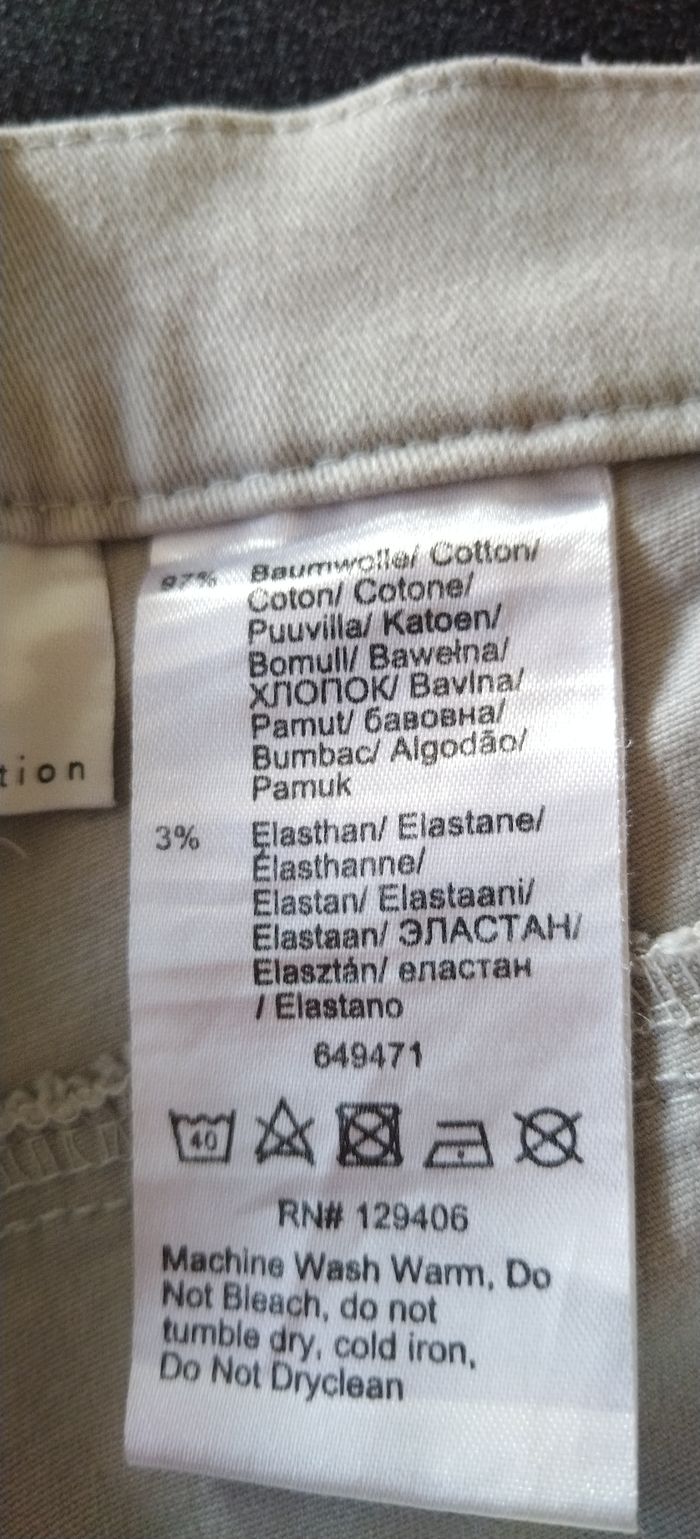 tion
97% Baumwolle/ Cotton/
Coton/ Cotone/
Puuvilla/ Katoen/
Bomull/ Bawełna/
ХЛОПОК/ Bavlna/
Pamut/ бавовна/
Bumbac/ Algodão/
Pamuk
3% Elasthan/ Elastane/
Élasthanne/
Elastan/ Elastaani/
Elastaan/ ЭЛАСТАН/
Elasztán/ еластан
/ Elastano
649471
40
RN# 129406
Machine Wash Warm, Do
Not Bleach, do not
tumble dry, cold iron,
Do Not Dryclean